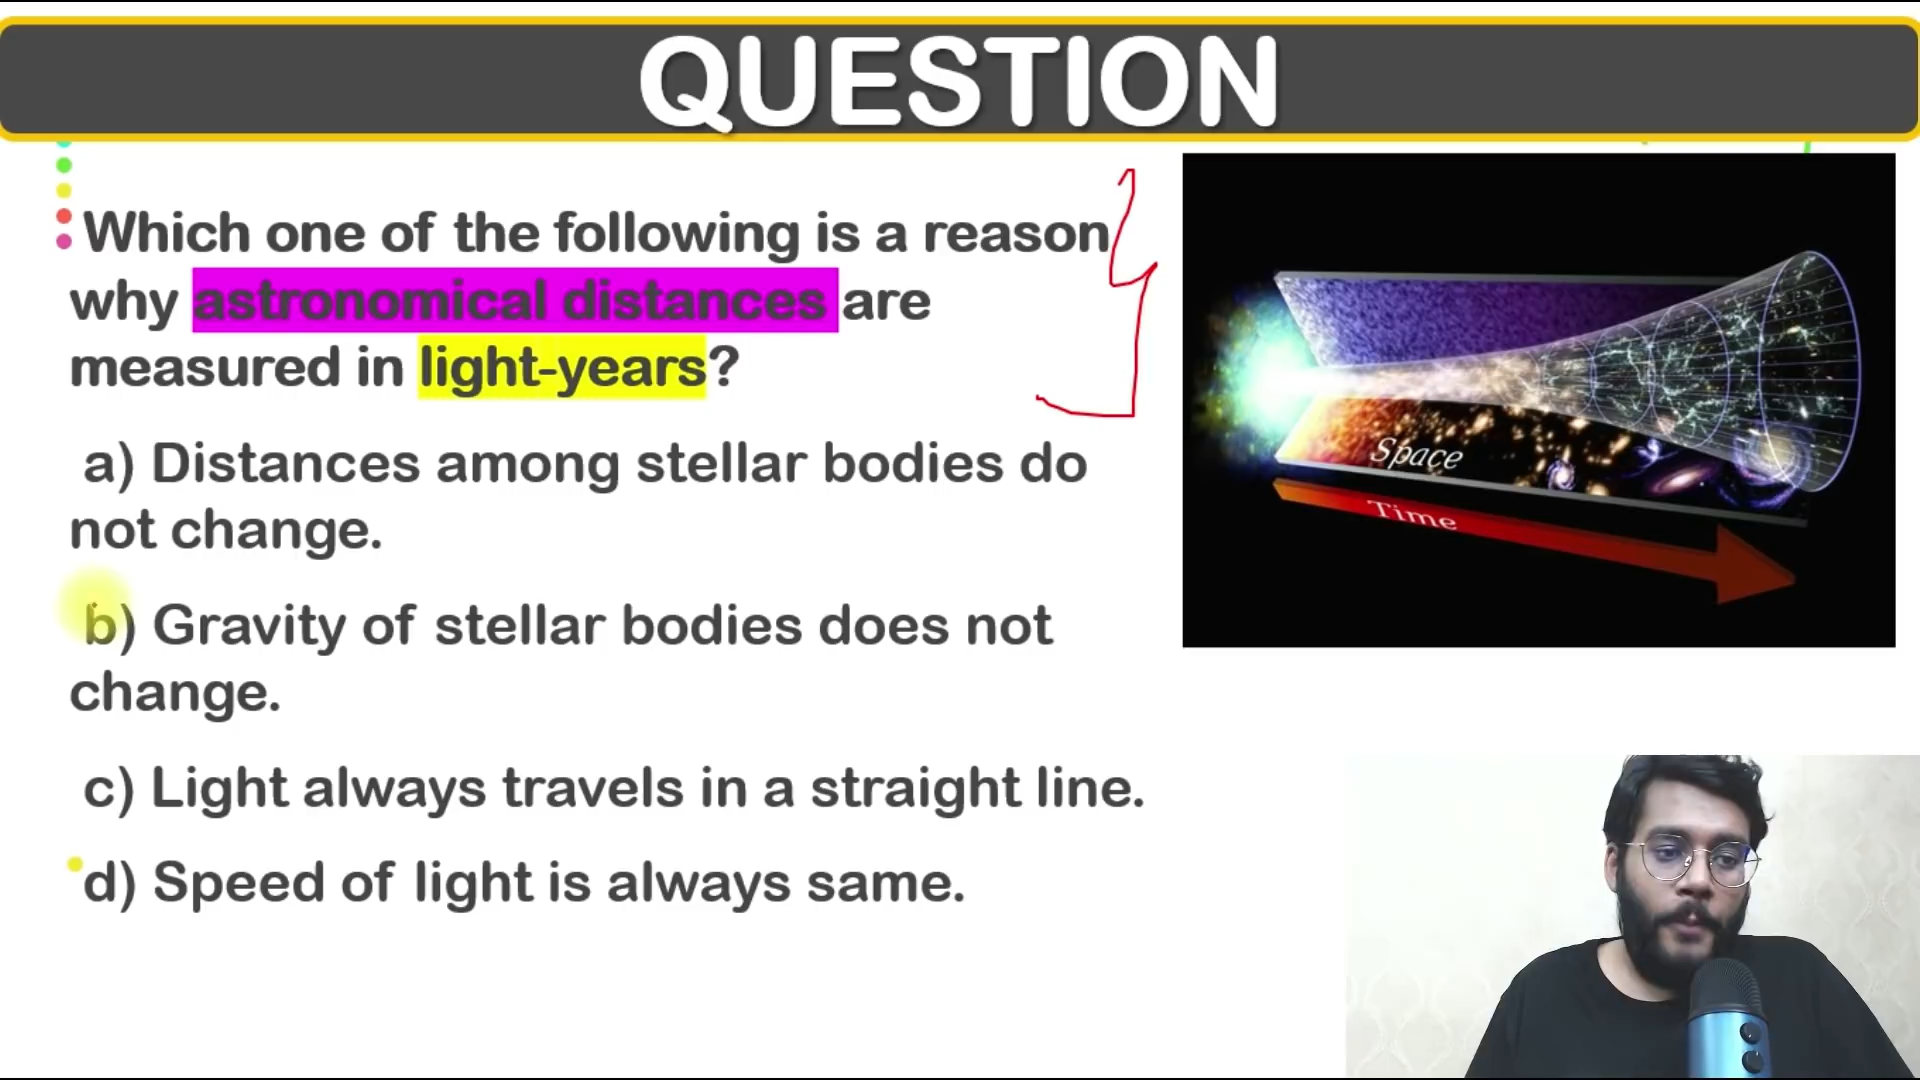 QUESTION
Which one of the following is a reason
why astronomical distances are
measured in light-years?
a) Distances among stellar bodies do
not change.
b) Gravity of stellar bodies does not
change.
c) Light always travels in a straight line.
d) Speed of light is always same.
Space
Time